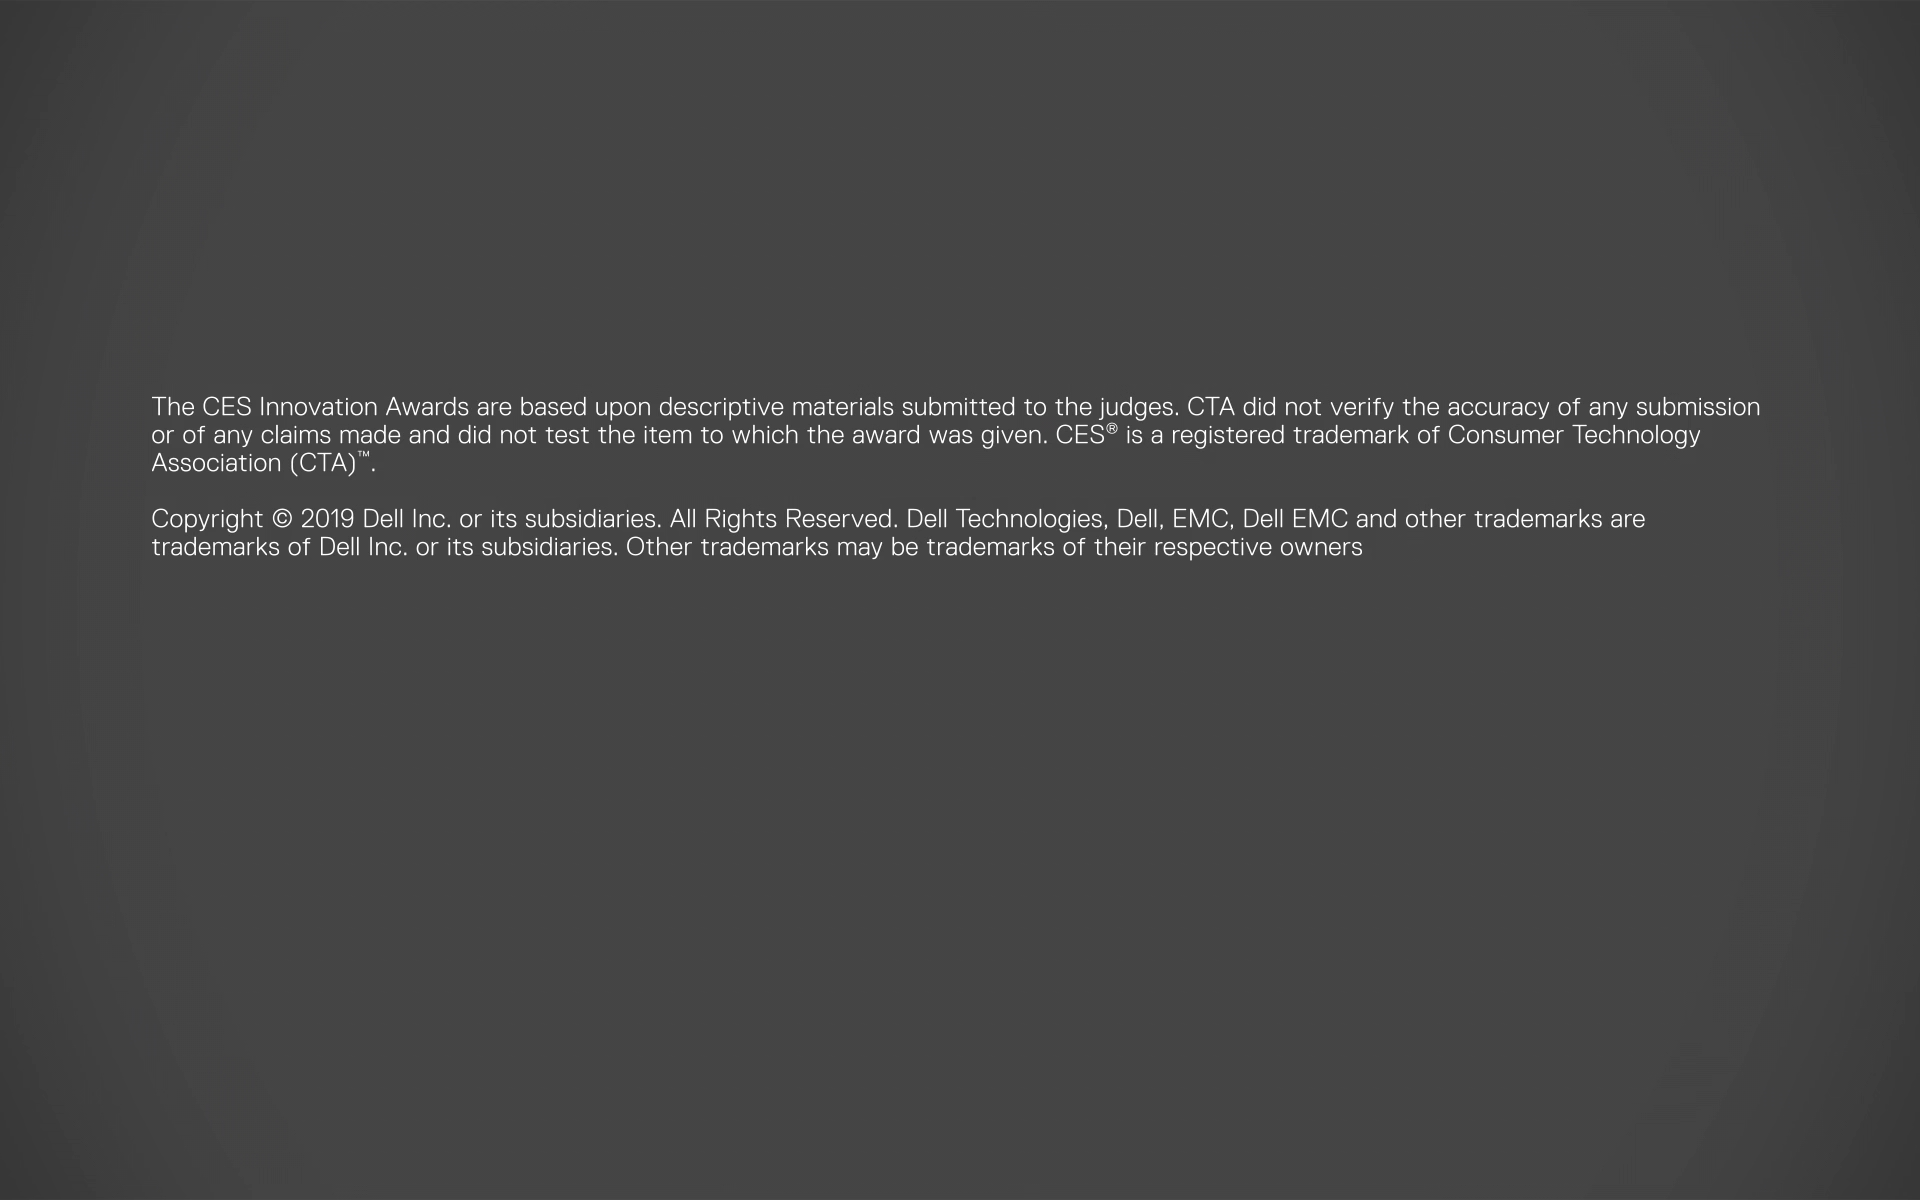 The CES Innovation Awards are based upon descriptive materials submitted to the judges. CTA did not verify the accuracy of any submission
or of any claims made and did not test the item to which the award was given. CES® is a registered trademark of Consumer Technology
Association (CTA)™.
Copyright © 2019 Dell Inc. or its subsidiaries. All Rights Reserved. Dell Technologies, Dell, EMC, Dell EMC and other trademarks are
trademarks of Dell Inc. or its subsidiaries. Other trademarks may be trademarks of their respective owners